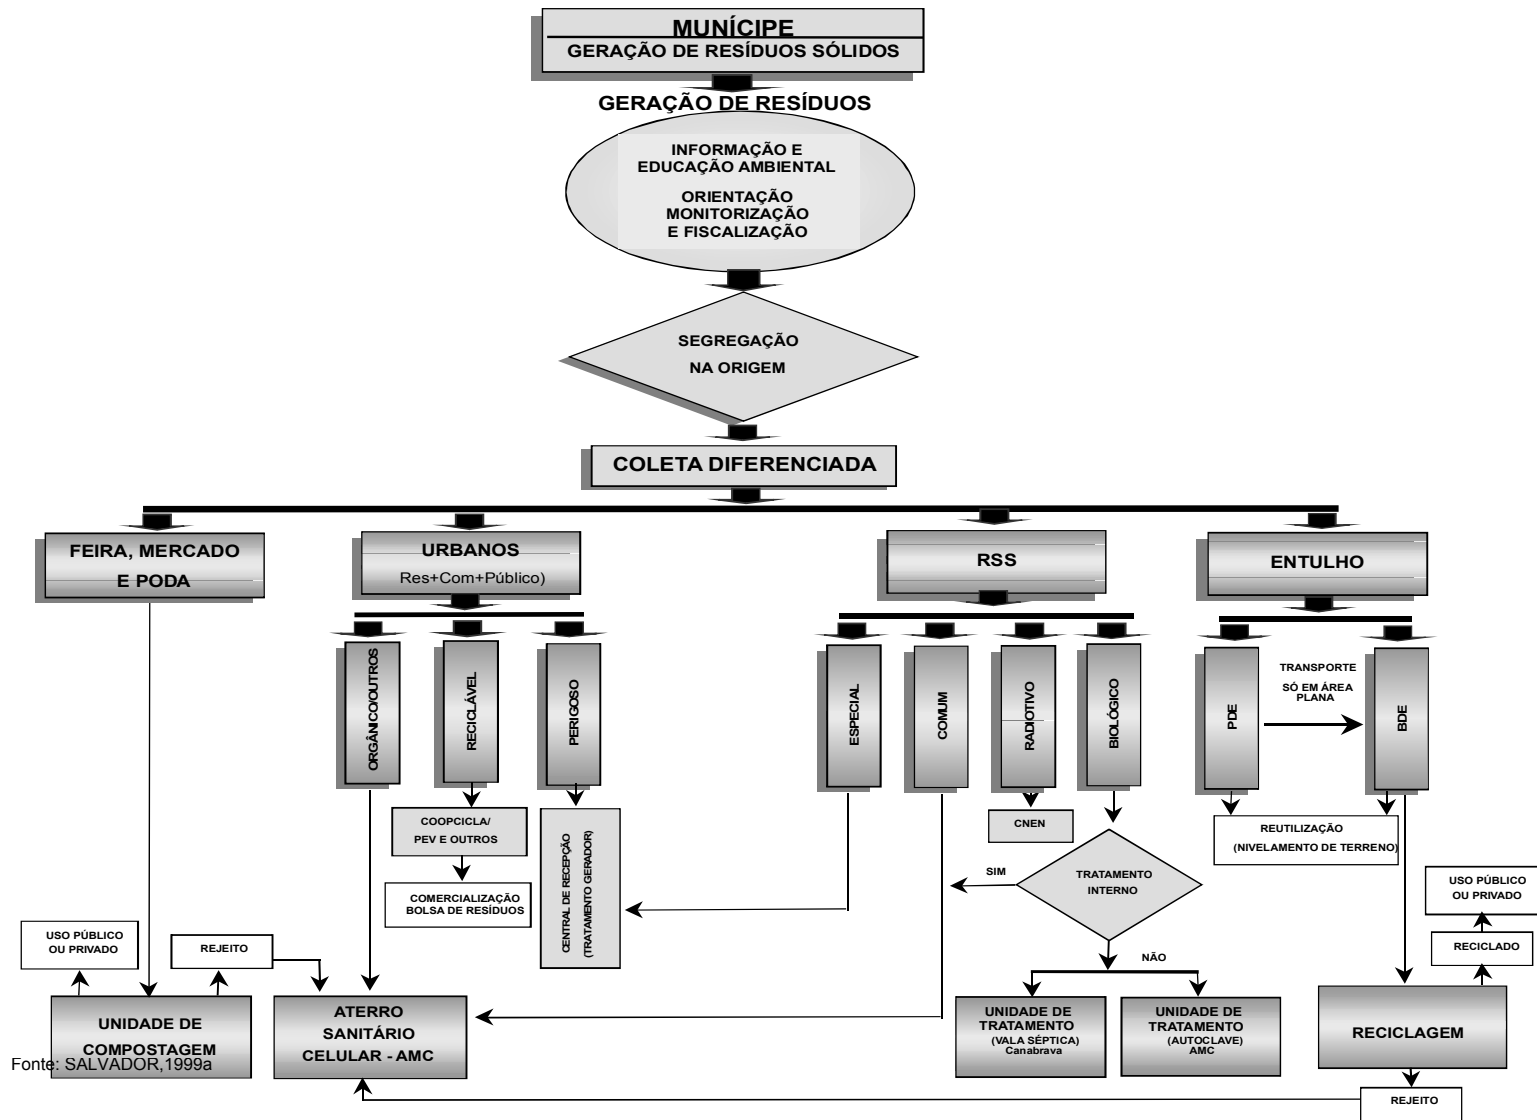 MUNÍCIPE
GERAÇÃO DE RESÍDUOS SÓLIDOS
GERAÇÃO DE RESÍDUOS
INFORMAÇÃO E
EDUCAÇÃO AMBIENTAL
ORIENTAÇÃO
MONITORIZAÇÃO
E FISCALIZAÇÃO
SEGREGAÇÃO
NA ORIGEM
COLETA DIFERENCIADA
FEIRA, MERCADO
E PODA
URBANOS
Res+Com+Público)
RSS
ENTULHO
ORGÂNICO/OUTROS
RECICLÁVEL
PERIGOSO
ESPECIAL
COMUM
RADIOTIVO
BIOLÓGICO
PDE
TRANSPORTE
SÓ EM ÁREA
PLANA
BDE
COOPCICLA/
PEV E OUTROS
COMERCIALIZAÇÃO
BOLSA DE RESÍDUOS
CENTRAL DE RECEPÇÃO
(TRATAMENTO GERADOR)
CNEN
SIM
TRATAMENTO
INTERNO
NÃO
REUTILIZAÇÃO
(NIVELAMENTO DE TERRENO)
USO PÚBLICO
OU PRIVADO
RECICLADO
USO PÚBLICO
OU PRIVADO
REJEITO
UNIDADE DE
COMPOSTAGEM
ATERRO
SANITÁRIO
CELULAR - AMC
UNIDADE DE
TRATAMENTO
(VALA SÉPTICA)
Canabrava
UNIDADE DE
TRATAMENTO
(AUTOCLAVE)
AMC
RECICLAGEM
REJEITO
Fonte: SALVADOR,1999a